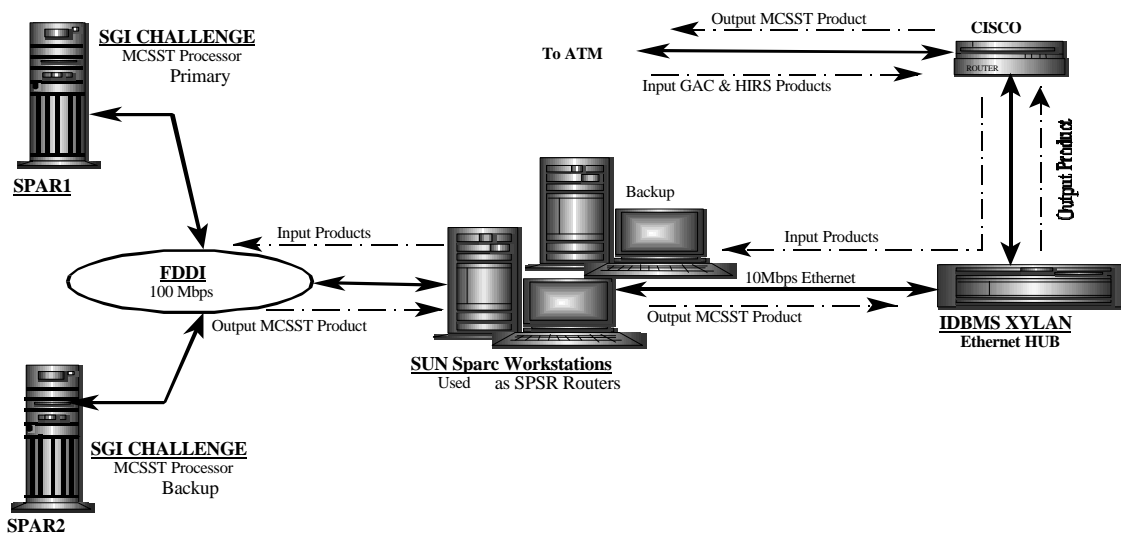 SGI CHALLENGE
MCSST Processor
Primary
SPAR1
Output MCSST Product
To ATM
Input GAC & HIRS Products
CISCO
ROUTER
Output Product
Backup
Input Products
Input Products
FDDI
100 Mbps
Output MCSST Product
10Mbps Ethernet
Output MCSST Product
IDBMS XYLAN
Ethernet HUB
SUN Sparc Workstations
Used as SPSR Routers
SGI CHALLENGE
MCSST Processor
Backup
SPAR2